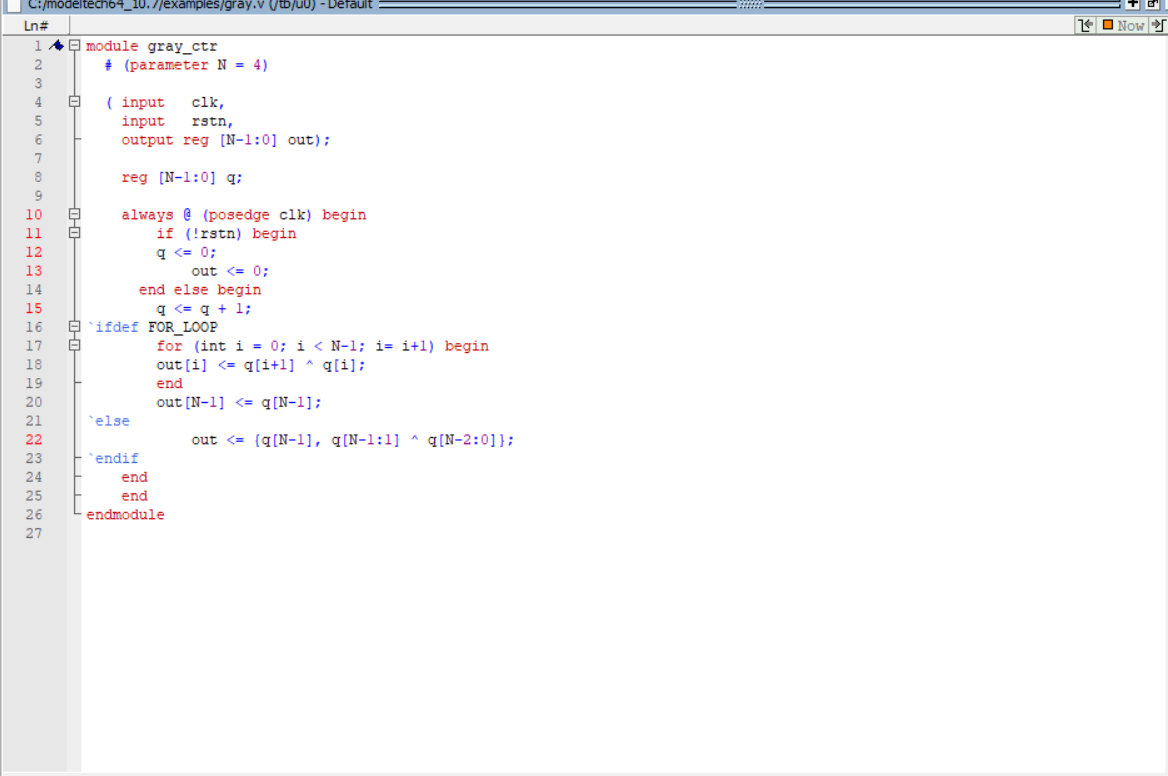 C:/modeltech64_10.7/examples/gray.v (/tb/u0) - Default
Ln#
Now
1 module gray_ctr
2 # (parameter N = 4)
3
4 ( input clk,
5 input rstn,
6 output reg [N-1:0] out);
7
8 reg [N-1:0] q;
9
10 always @ (posedge clk) begin
11 if (!rstn) begin
12 q <= 0;
13 out <= 0;
14 end else begin
15 q <= q + 1;
16 `ifdef FOR_LOOP
17 for (int i = 0; i < N-1; i= i+1) begin
18 out[i] <= q[i+1] ^ q[i];
19 end
20 out[N-1] <= q[N-1];
21 `else
22 out <= {q[N-1], q[N-1:1] ^ q[N-2:0]};
23 `endif
24 end
25 end
26 endmodule
27